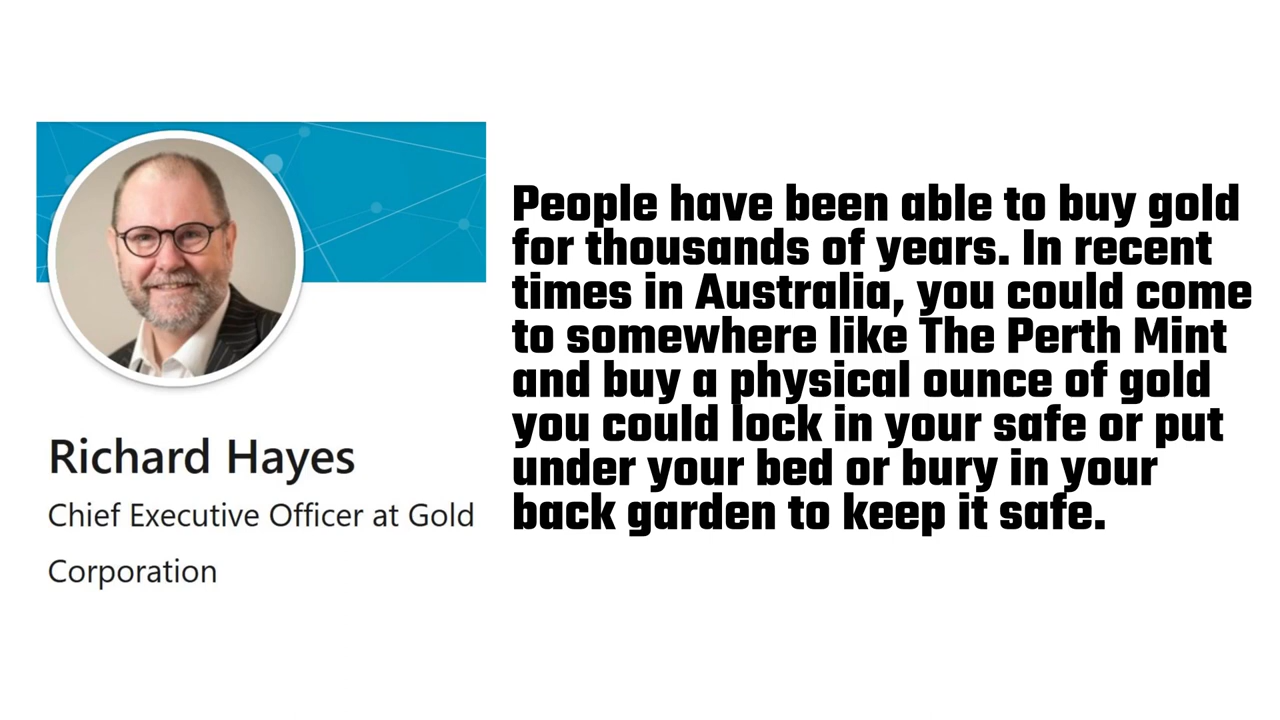 Richard Hayes
Chief Executive Officer at Gold
Corporation
People have been able to buy gold
for thousands of years. In recent
times in Australia, you could come
to somewhere like The Perth Mint
and buy a physical ounce of gold
you could lock in your safe or put
under your bed or bury in your
back garden to keep it safe.